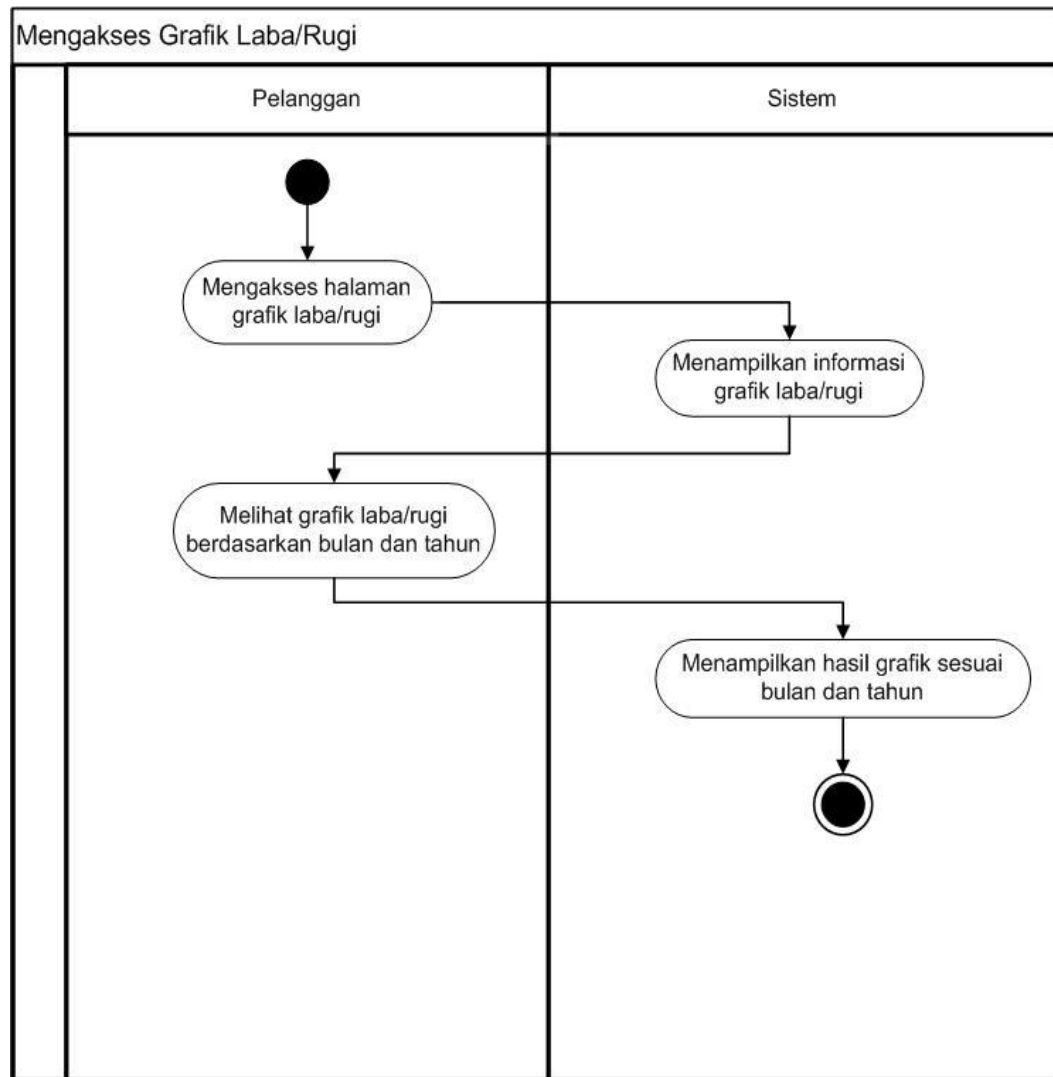 Mengakses Grafik Laba/Rugi
Pelanggan
Sistem
Mengakses halaman
grafik laba/rugi
Menampilkan informasi
grafik laba/rugi
Melihat grafik laba/rugi
berdasarkan bulan dan tahun
Menampilkan hasil grafik sesuai
bulan dan tahun